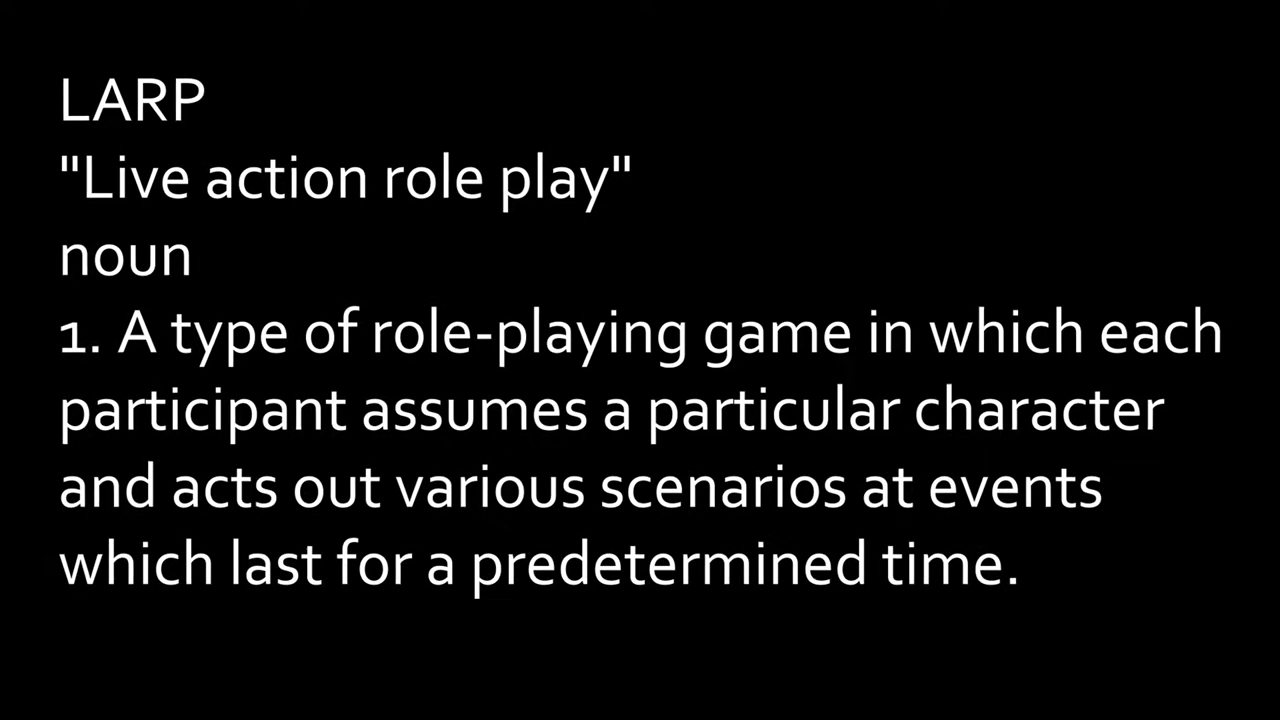 LARP
"Live action role play"
noun
1. A type of role-playing game in which each
participant assumes a particular character
and acts out various scenarios at events
which last for a predetermined time.